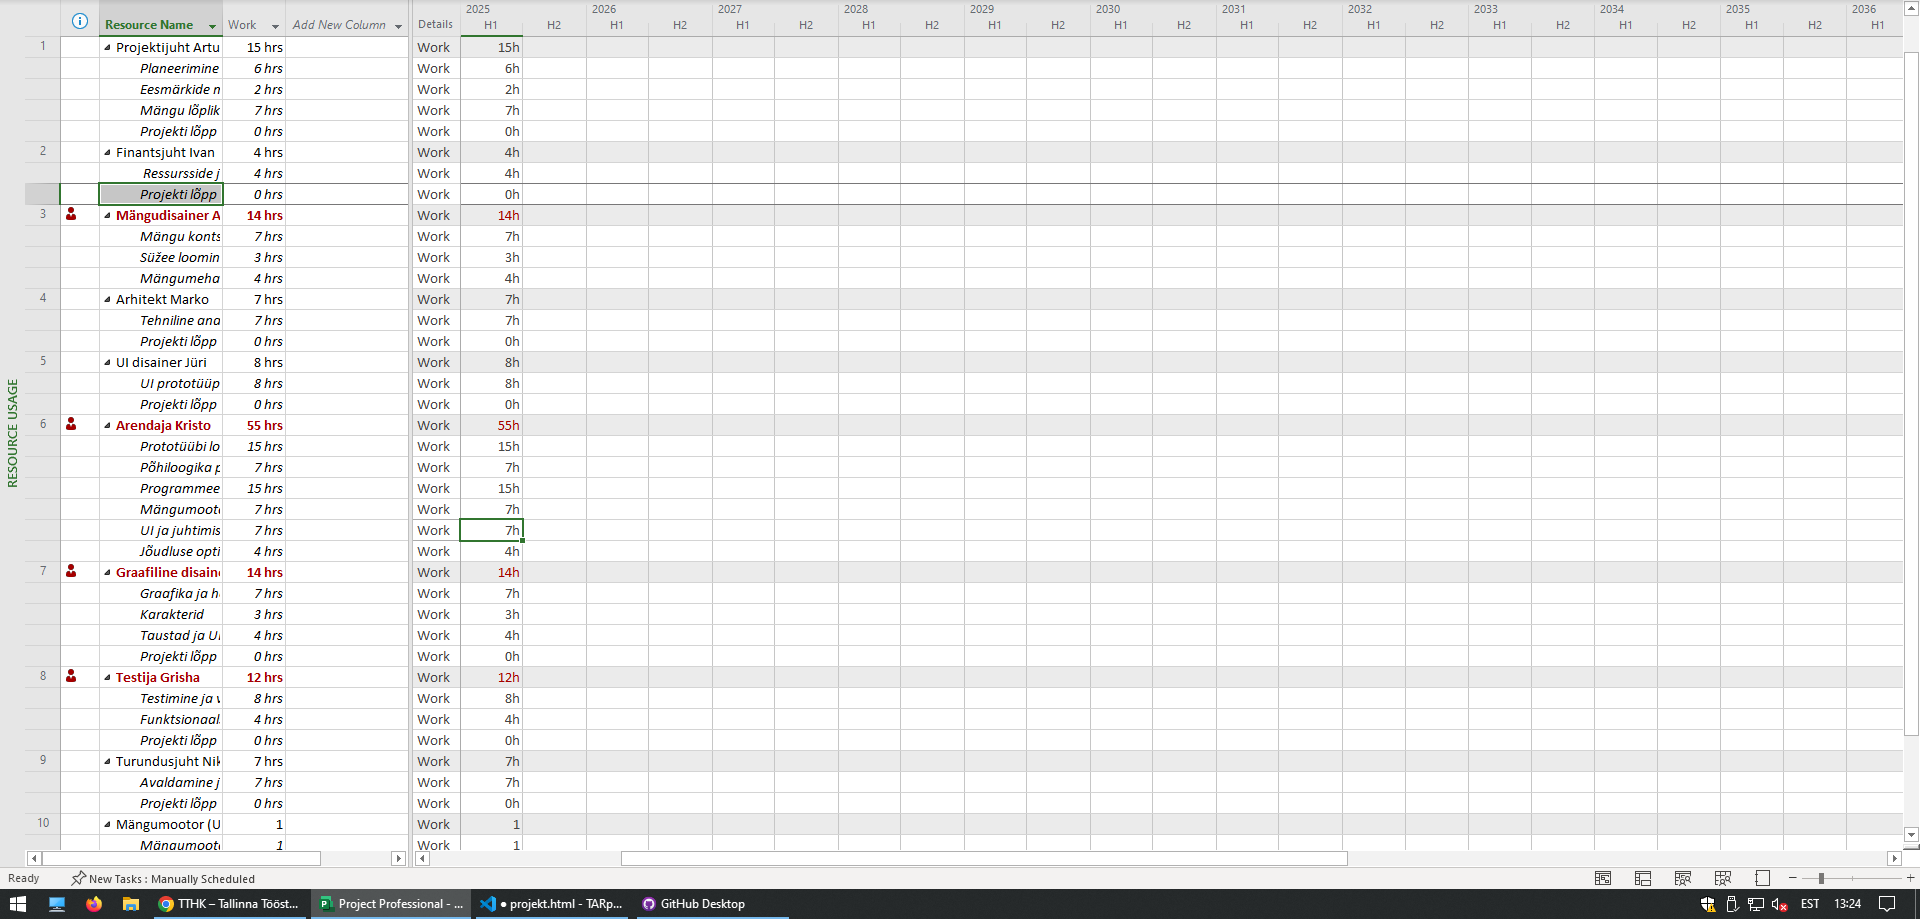 2025 2026 2027 2028 2029 2030 2031 2032 2033 2034 2035 2036
Resource Name Work Add New Column Details H1 H2 H1 H2 H1 H2 H1 H2 H1 H2 H1 H2 H1 H2 H1 H2 H1 H2 H1 H2 H1 H2 H1
1 Projektijuht Artu 15 hrs Work 15h
Planeerimine 6 hrs Work 6h
Eesmärkide 2 hrs Work 2h
Mängu lõplik 7 hrs Work 7h
Projekti lõpp 0 hrs Work 0h
2 Finantsjuht Ivan 4 hrs Work 4h
Ressursside j 4 hrs Work 4h
Projekti lõpp 0 hrs Work 0h
3 Mängudisainer A 14 hrs Work 14h
Mängu konts 7 hrs Work 7h
Süžee loomin 3 hrs Work 3h
Mängumeha 4 hrs Work 4h
4 Arhitekt Marko 7 hrs Work 7h
Tehniline ana 7 hrs Work 7h
Projekti lõpp 0 hrs Work 0h
5 UI disainer Jüri 8 hrs Work 8h
UI prototüüp 8 hrs Work 8h
Projekti lõpp 0 hrs Work 0h
6 Arendaja Kristo 55 hrs Work 55h
Prototüübi lo 15 hrs Work 15h
Põhiloogika p 7 hrs Work 7h
Programmee 15 hrs Work 15h
Mängumoot 7 hrs Work 7h
UI ja juhtimis 7 hrs Work 7h
Jõudluse opti 4 hrs Work 4h
7 Graafiline disain 14 hrs Work 14h
Graafika ja h 7 hrs Work 7h
Karakterid 3 hrs Work 3h
Taustad ja UI 4 hrs Work 4h
Projekti lõpp 0 hrs Work 0h
8 Testija Grisha 12 hrs Work 12h
Testimine ja v 8 hrs Work 8h
Funktsionaal 4 hrs Work 4h
Projekti lõpp 0 hrs Work 0h
9 Turundusjuht Nik 7 hrs Work 7h
Avaldamine j 7 hrs Work 7h
Projekti lõpp 0 hrs Work 0h
10 Mängumootor (U 1 Work 1
Mängumoot 1 Work 1
RESOURCE USAGE
Ready New Tasks : Manually Scheduled
TTHK – Tallinna Tööst... Project Professional - ... ● projekt.html - TARp... GitHub Desktop EST 13:24